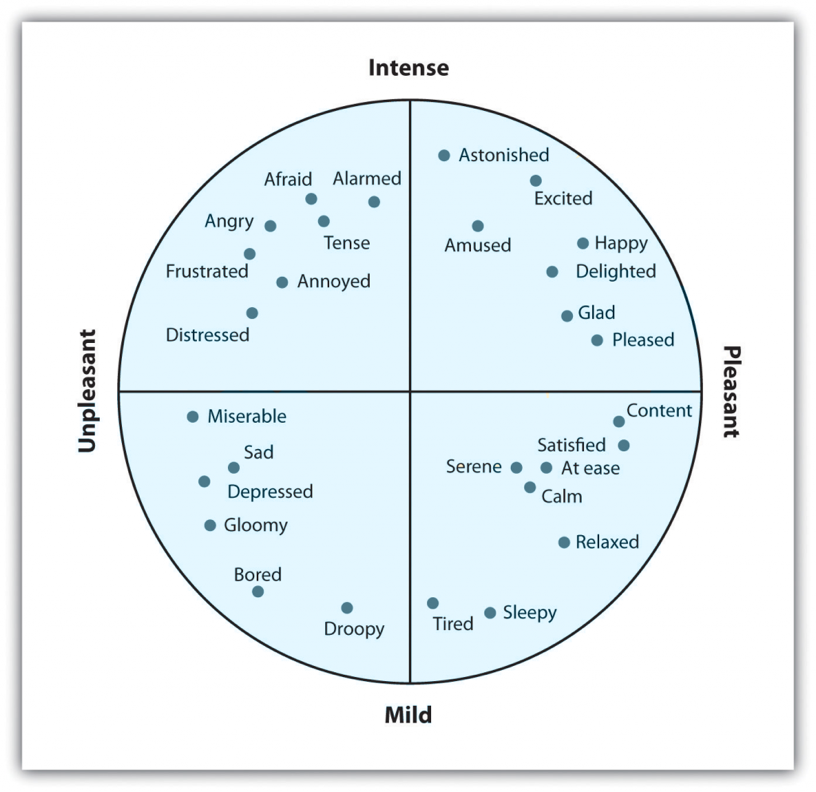 Intense
Astonished
Afraid
Alarmed
Excited
Angry
Tense
Amused
Happy
Frustrated
Annoyed
Delighted
Glad
Distressed
Pleased
Unpleasant
Pleasant
Miserable
Content
Sad
Satisfied
Serene
At ease
Depressed
Calm
Gloomy
Relaxed
Bored
Sleepy
Tired
Droopy
Mild